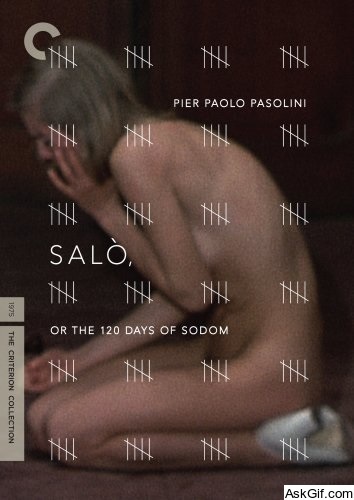 PIER PAOLO PASOLINI
SALÒ,
OR THE 120 DAYS OF SODOM
1975
THE CRITERION COLLECTION
AskGif.com